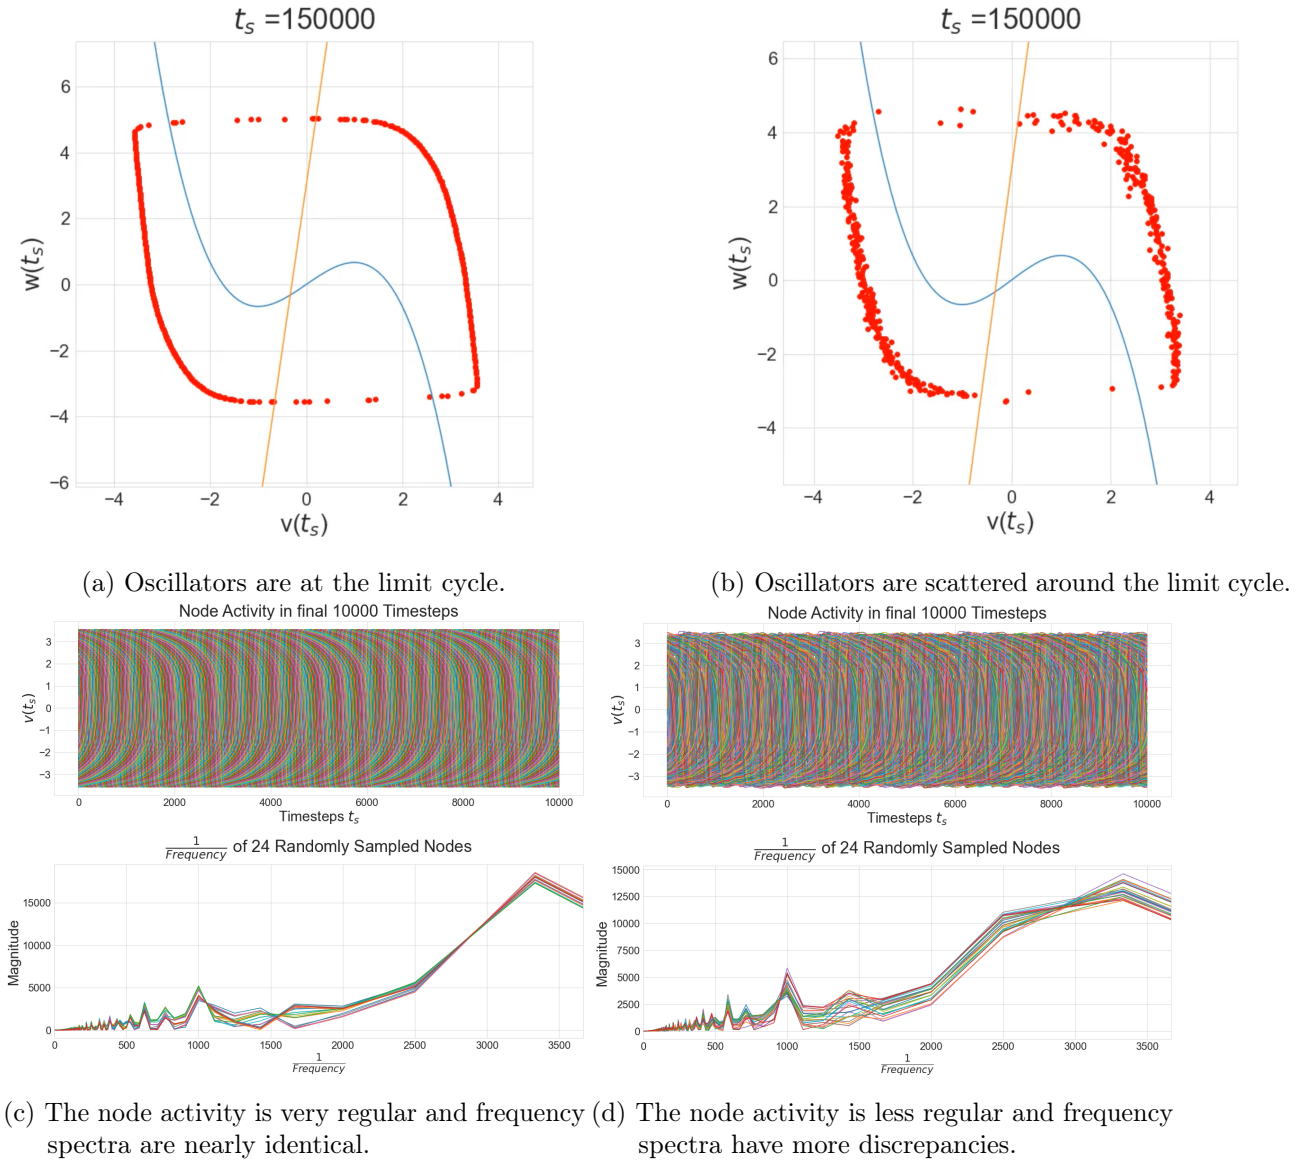 t_s =150000
6
4
2
0
−2
−4
−6
w(t_s)
−4 −2 0 2 4
v(t_s)
(a) Oscillators are at the limit cycle.
t_s =150000
6
4
2
0
−2
−4
w(t_s)
−4 −2 0 2 4
v(t_s)
(b) Oscillators are scattered around the limit cycle.
Node Activity in final 10000 Timesteps
3
2
1
0
−1
−2
−3
v(t_s)
0 2000 4000 6000 8000 10000
Timesteps t_s
1/Frequency of 24 Randomly Sampled Nodes
15000
10000
5000
0
Magnitude
0 500 1000 1500 2000 2500 3000 3500
1/Frequency
(c) The node activity is very regular and frequency
spectra are nearly identical.
Node Activity in final 10000 Timesteps
3
2
1
0
−1
−2
−3
v(t_s)
0 2000 4000 6000 8000 10000
Timesteps t_s
1/Frequency of 24 Randomly Sampled Nodes
15000
12500
10000
7500
5000
2500
0
Magnitude
0 500 1000 1500 2000 2500 3000 3500
1/Frequency
(d) The node activity is less regular and frequency
spectra have more discrepancies.